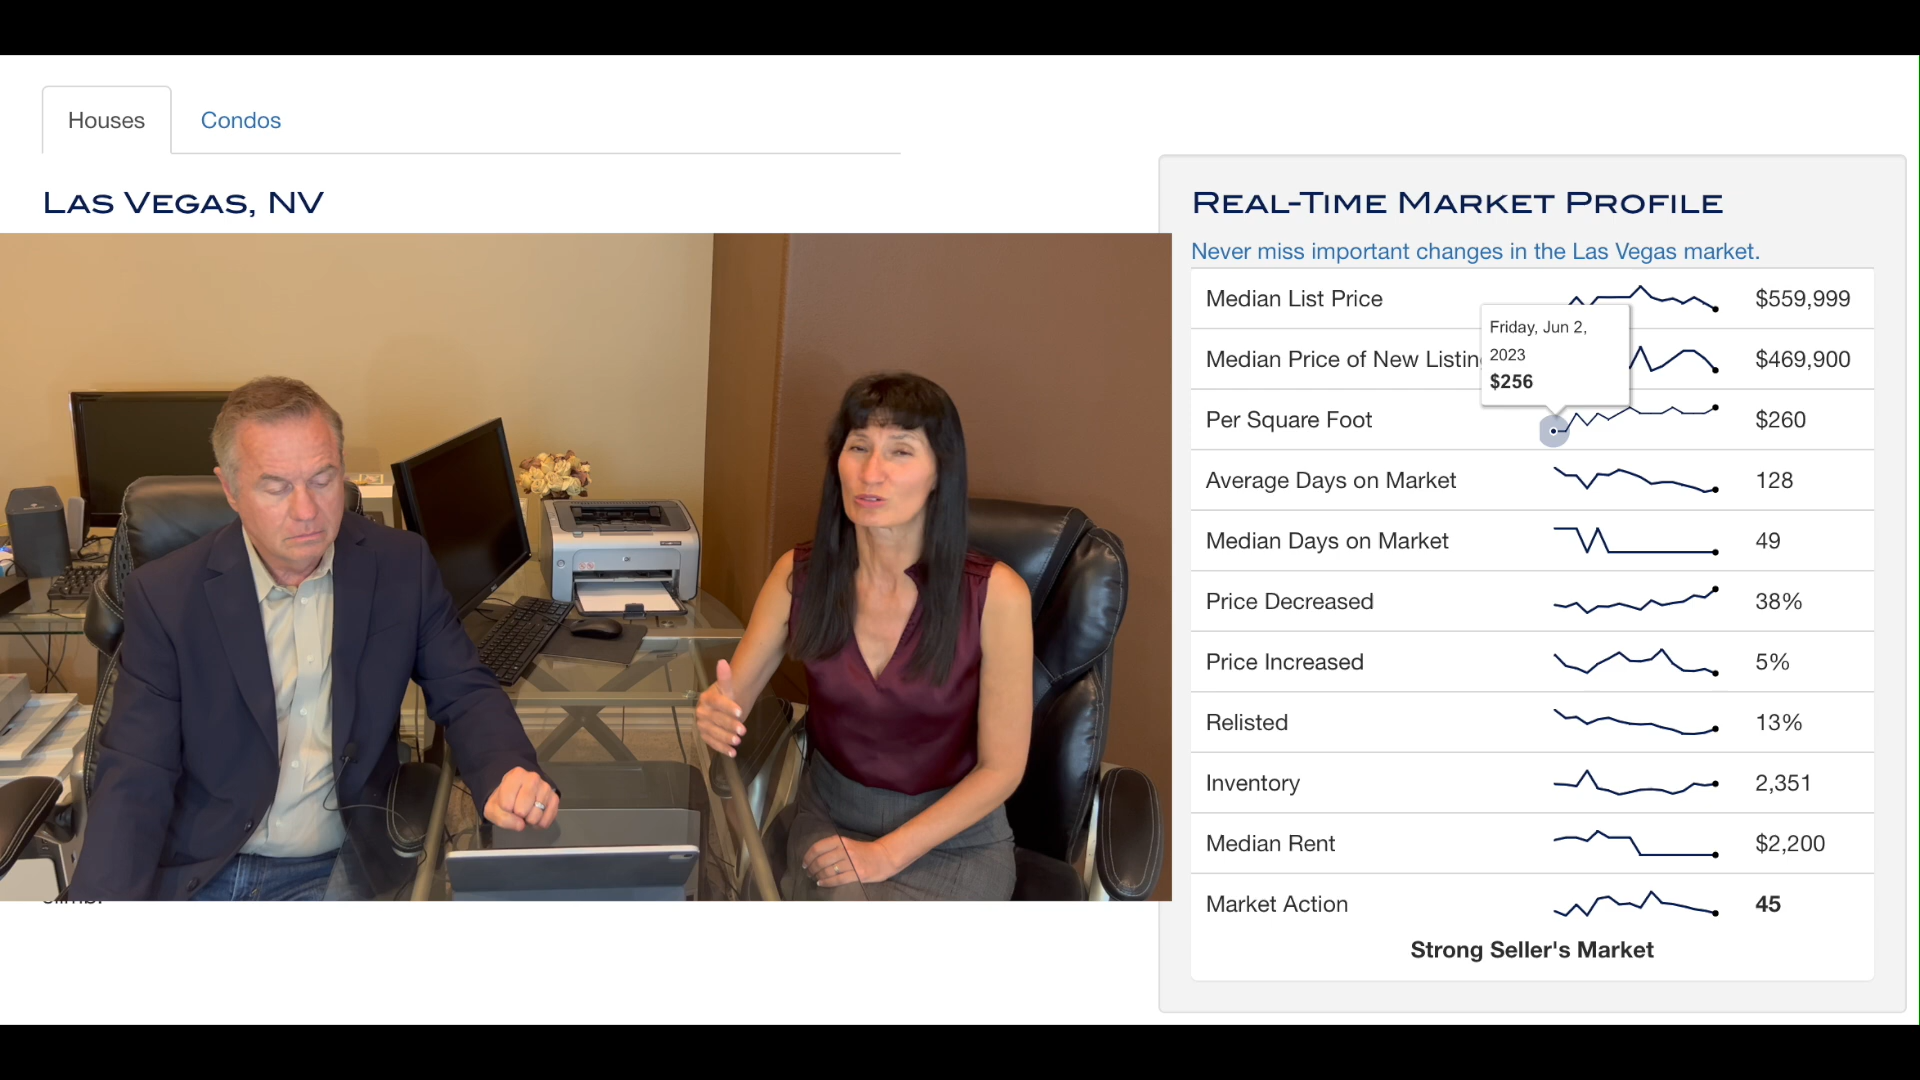 Houses
Condos
LAS VEGAS, NV
REAL-TIME MARKET PROFILE
Never miss important changes in the Las Vegas market.
Median List Price $559,999
Friday, Jun 2,
2023
$256
Median Price of New $469,900
Per Square Foot $260
Average Days on Market 128
Median Days on Market 49
Price Decreased 38%
Price Increased 5%
Relisted 13%
Inventory 2,351
Median Rent $2,200
Market Action 45
Strong Seller's Market